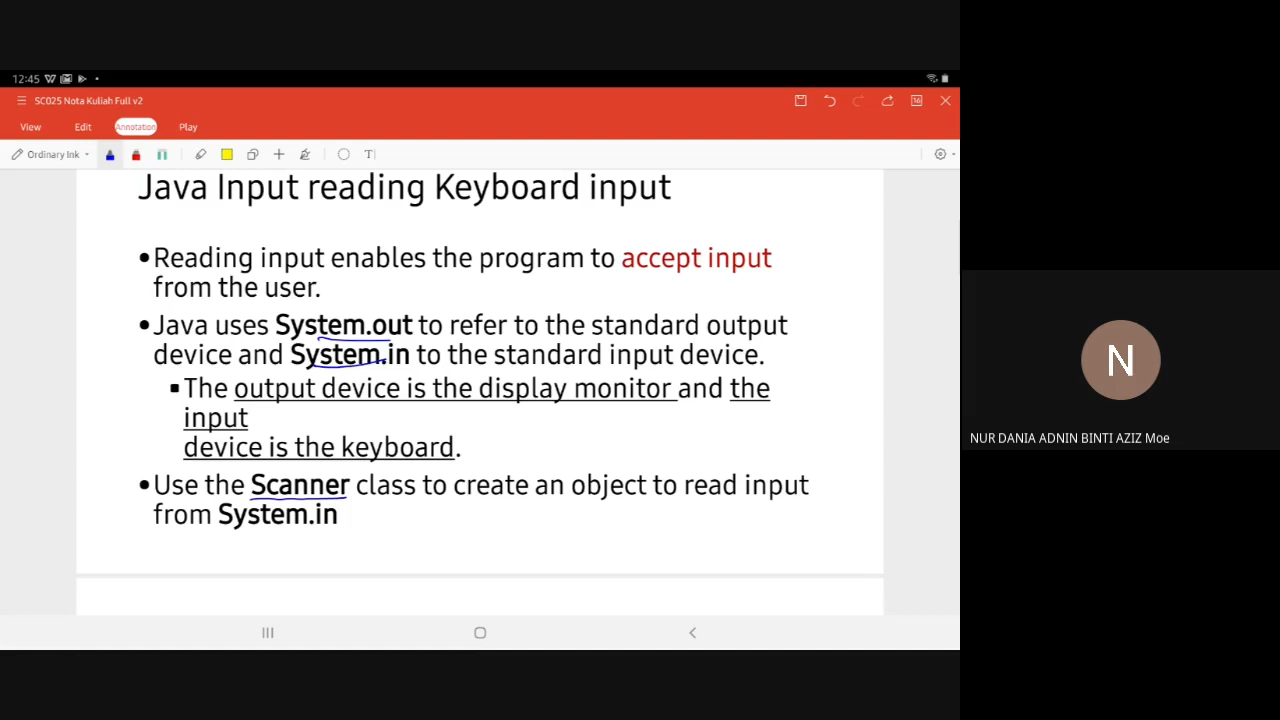 12:45
SC025 Nota Kuliah Full v2
16
View Edit Annotation Play
Ordinary Ink
T
Java Input reading Keyboard input
•Reading input enables the program to accept input
from the user.
•Java uses System.out to refer to the standard output
device and System.in to the standard input device.
▪The output device is the display monitor and the
input
device is the keyboard.
•Use the Scanner class to create an object to read input
from System.in
N
NUR DANIA ADNIN BINTI AZIZ Moe